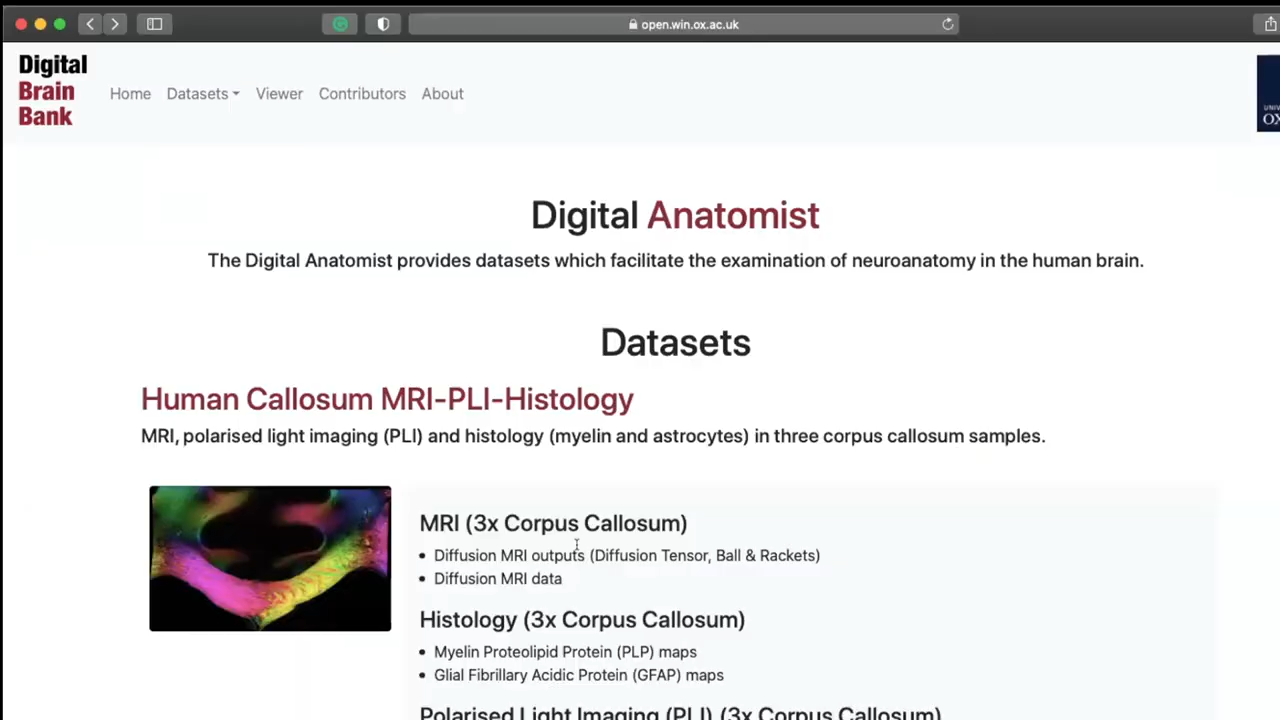 open.win.ox.ac.uk
Digital
Brain
Bank
Home Datasets Viewer Contributors About
UNIV
OX
Digital Anatomist
The Digital Anatomist provides datasets which facilitate the examination of neuroanatomy in the human brain.
Datasets
Human Callosum MRI-PLI-Histology
MRI, polarised light imaging (PLI) and histology (myelin and astrocytes) in three corpus callosum samples.
MRI (3x Corpus Callosum)
• Diffusion MRI outputs (Diffusion Tensor, Ball & Rackets)
• Diffusion MRI data
Histology (3x Corpus Callosum)
• Myelin Proteolipid Protein (PLP) maps
• Glial Fibrillary Acidic Protein (GFAP) maps
Polarised Light Imaging (PLI) (3x Corpus Callosum)